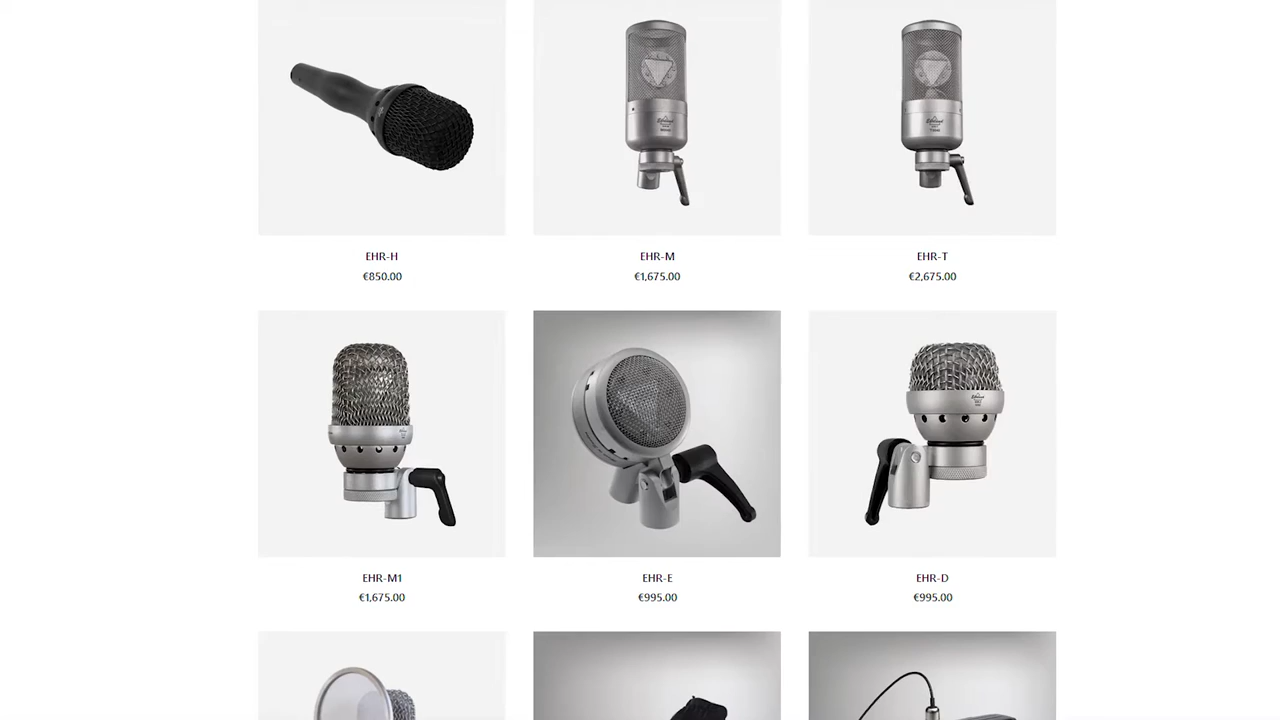 EHR-H
€850.00
EHR-M
€1,675.00
EHR-T
€2,675.00
EHR-M1
€1,675.00
EHR-E
€995.00
EHR-D
€995.00